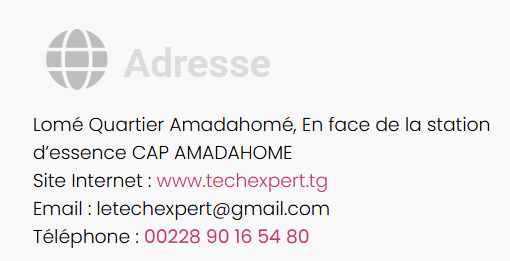 Adresse
Lomé Quartier Amadahomé, En face de la station
d’essence CAP AMADAHOME
Site Internet : www.techexpert.tg
Email : letechexpert@gmail.com
Téléphone : 00228 90 16 54 80